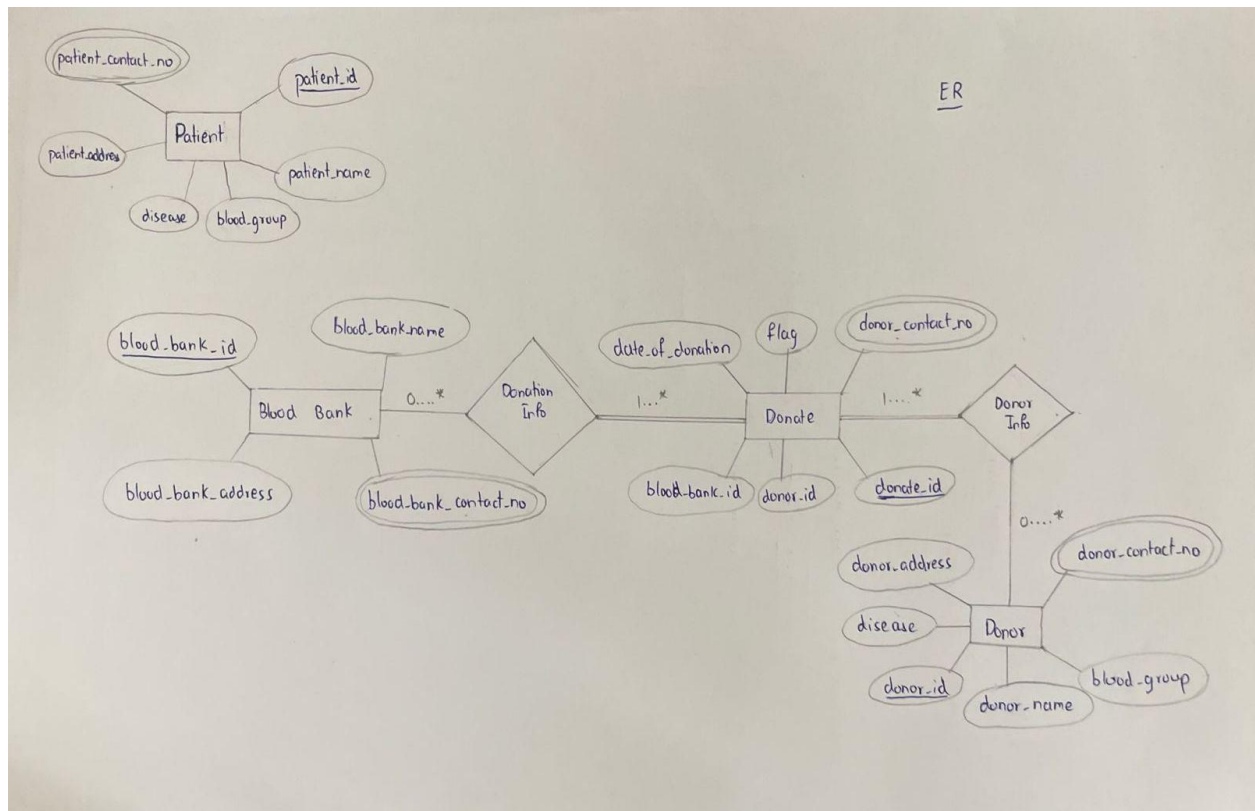 patient_contact_no
patient_id
ER
Patient
patient_addres
patient_name
disease
blood_group
blood_bank_id
blood_bank_name
date_of_donation
flag
donor_contact_no
Blood Bank
0....*
Donation
Info
1...*
Donate
1....*
Donor
Info
blood_bank_address
blood_bank_contact_no
blood_bank_id
donor_id
donate_id
0....*
donor_address
donor_contact_no
disease
Donor
donor_id
donor_name
blood_group